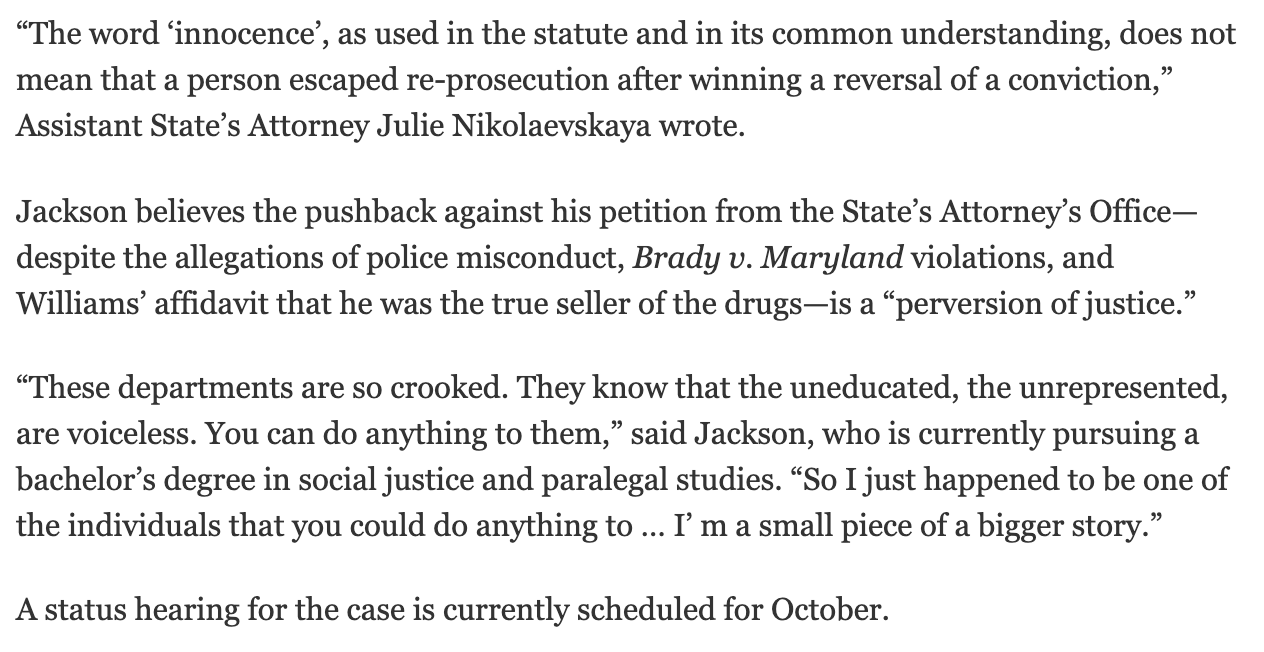 “The word ‘innocence’, as used in the statute and in its common understanding, does not
mean that a person escaped re-prosecution after winning a reversal of a conviction,”
Assistant State’s Attorney Julie Nikolaevskaya wrote.
Jackson believes the pushback against his petition from the State’s Attorney’s Office—
despite the allegations of police misconduct, Brady v. Maryland violations, and
Williams’ affidavit that he was the true seller of the drugs—is a “perversion of justice.”
“These departments are so crooked. They know that the uneducated, the unrepresented,
are voiceless. You can do anything to them,” said Jackson, who is currently pursuing a
bachelor’s degree in social justice and paralegal studies. “So I just happened to be one of
the individuals that you could do anything to ... I’ m a small piece of a bigger story.”
A status hearing for the case is currently scheduled for October.